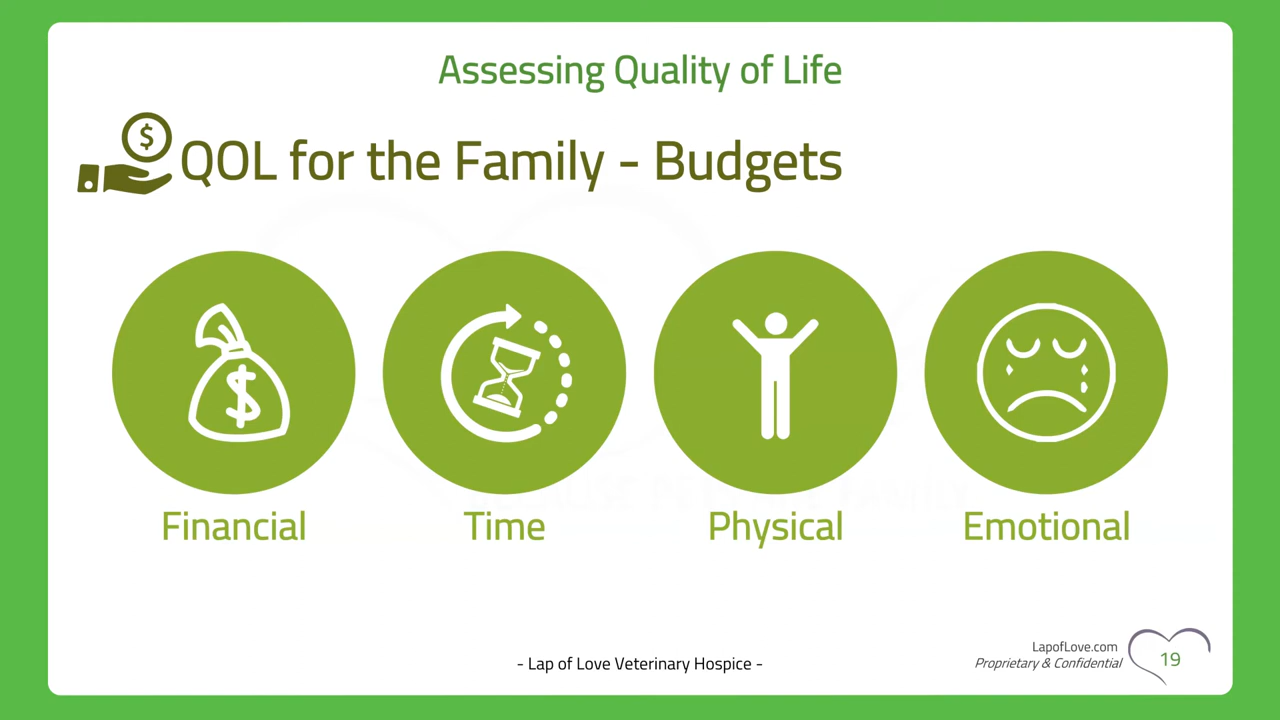 Assessing Quality of Life
$
QOL for the Family - Budgets
$
Financial
Time
Physical
Emotional
- Lap of Love Veterinary Hospice -
LapofLove.com
Proprietary & Confidential
19